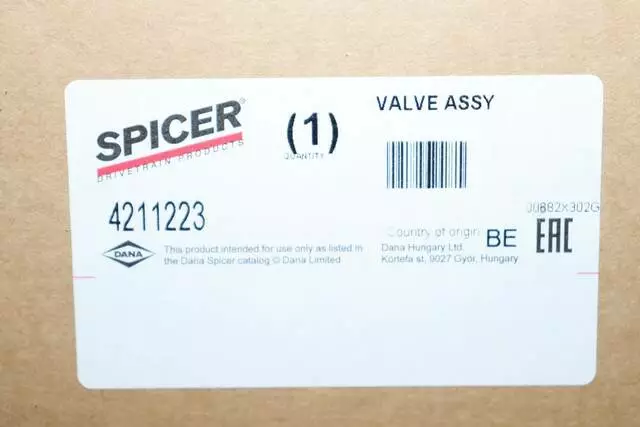 SPICER®
DRIVETRAIN PRODUCTS
(1)
QUANTITY
VALVE ASSY
4211223
00682X302G
Country of origin BE
EAC
DANA
This product intended for use only as listed in
the Dana Spicer catalog © Dana Limited
Dana Hungary Ltd.
Kortefa st, 9027 Győr, Hungary